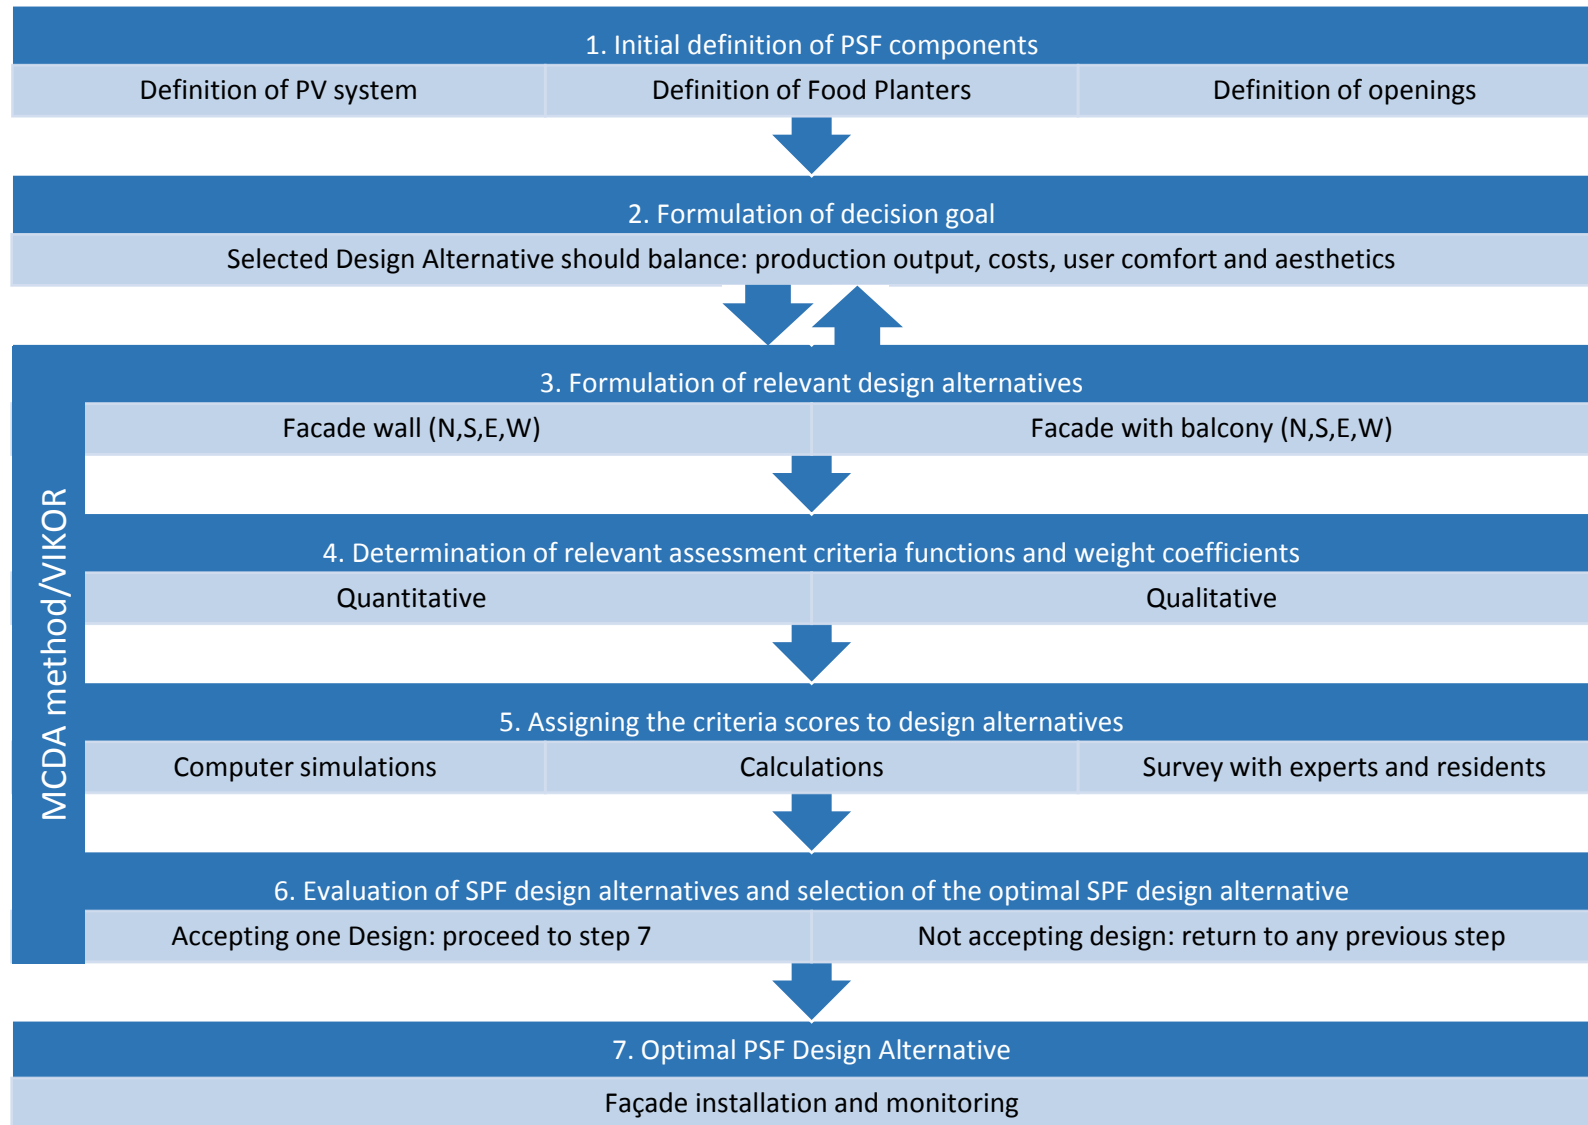 1. Initial definition of PSF components
Definition of PV system
Definition of Food Planters
Definition of openings
2. Formulation of decision goal
Selected Design Alternative should balance: production output, costs, user comfort and aesthetics
MCDA method/VIKOR
3. Formulation of relevant design alternatives
Facade wall (N,S,E,W)
Facade with balcony (N,S,E,W)
4. Determination of relevant assessment criteria functions and weight coefficients
Quantitative
Qualitative
5. Assigning the criteria scores to design alternatives
Computer simulations
Calculations
Survey with experts and residents
6. Evaluation of SPF design alternatives and selection of the optimal SPF design alternative
Accepting one Design: proceed to step 7
Not accepting design: return to any previous step
7. Optimal PSF Design Alternative
Façade installation and monitoring